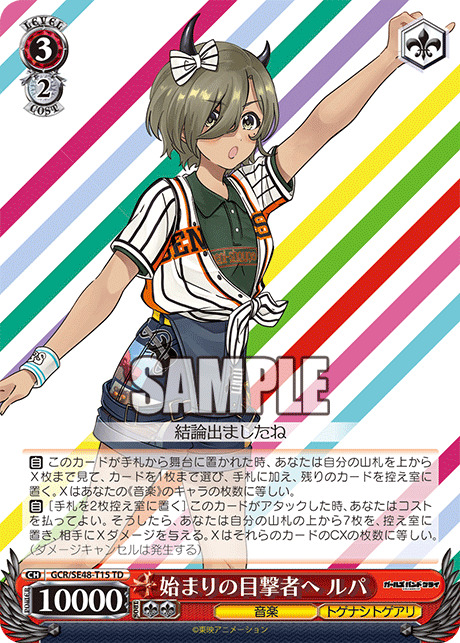 LEVEL
3
2
COST
EN
S
SAMPLE
結論出ましたね
自 このカードが手札から舞台に置かれた時、あなたは自分の山札を上から
X枚まで見て、カードを1枚まで選び、手札に加え、残りのカードを控え室に
置く。Xはあなたの《音楽》のキャラの枚数に等しい。
自 [手札を2枚控え室に置く] このカードがアタックした時、あなたはコスト
を払ってよい。そうしたら、あなたの自分の山札の上から7枚を、控え室に
置き、相手にXダメージを与える。XはそれらのカードのCXの枚数に等しい。
(ダメージキャンセルは発生する)
GH GCR/SE48-T15 TD
始まりの目撃者へ ルパ
ガールズバンドクライ
POWER
10000
SOUL
音楽
トゲナシトゲアリ
©東映アニメーション